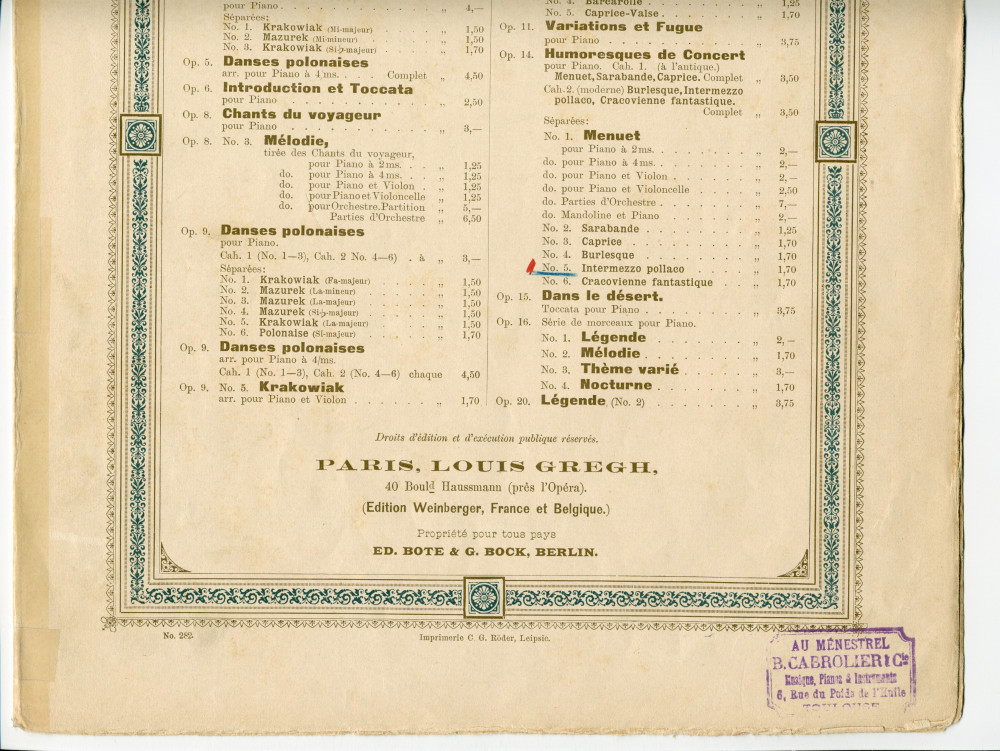 pour Piano . . . . . . . . . . „ 4,—
Séparées:
No. 1. Krakowiak (Mi-majeur) „ 1,50
No. 2. Mazurek (Mi-mineur) . . . . „ 1,50
No. 3. Krakowiak (Si♭-majeur) . . . „ 1,70
Op. 5. Danses polonaises
arr. pour Piano à 4 ms. . . . Complet „ 4,50
Op. 6. Introduction et Toccata
pour Piano . . . . . . . . . . „ 2,50
Op. 8. Chants du voyageur
pour Piano . . . . . . . . . . „ 3,—
Op. 8. No. 3. Mélodie,
tirée des Chants du voyageur,
pour Piano à 2 ms. . . „ 1,25
do. pour Piano à 4 ms. . . „ 1,25
do. pour Piano et Violon . „ 1,25
do. pour Piano et Violoncelle „ 1,25
do. pour Orchestre. Partition „ 5,—
Parties d'Orchestre „ 6,50
Op. 9. Danses polonaises
pour Piano.
Cah. 1 (No. 1—3), Cah. 2 No. 4—6) . à „ 3,—
Séparées:
No. 1. Krakowiak (Fa-majeur) . . . . „ 1,50
No. 2. Mazurek (La-mineur) . . . . „ 1,50
No. 3. Mazurek (La-majeur) . . . . „ 1,50
No. 4. Mazurek (Si♭-majeur) . . . . „ 1,50
No. 5. Krakowiak (La-majeur) . . . . „ 1,50
No. 6. Polonaise (Si-majeur) . . . . „ 1,70
Op. 9. Danses polonaises
arr. pour Piano à 4/ms.
Cah. 1 (No. 1—3), Cah. 2 (No. 4—6) chaque 4,50
Op. 9. No. 5. Krakowiak
arr. pour Piano et Violon . . . . . . „ 1,70
No. 4. Barcarolle . . . . . . „ 1,25
No. 5. Caprice-Valse . . . . . „ 1,70
Op. 11. Variations et Fugue
pour Piano . . . . . . . . . . „ 3,75
Op. 14. Humoresques de Concert
pour Piano. Cah. 1. (à l'antique.)
Menuet, Sarabande, Caprice. Complet „ 3,50
Cah. 2. (moderne) Burlesque, Intermezzo
pollaco, Cracovienne fantastique.
Complet „ 3,50
Séparées:
No. 1. Menuet
pour Piano à 2 ms. . . . . . „ 2,—
do. pour Piano à 4 ms. . . . . . „ 2,—
do. pour Piano et Violon . . . . . „ 2,—
do. pour Piano et Violoncelle . . . . „ 2,50
do. Parties d'Orchestre . . . . . . „ 7,—
do. Mandoline et Piano . . . . . . „ 2,—
No. 2. Sarabande . . . . . . . „ 1,25
No. 3. Caprice . . . . . . . . „ 1,70
No. 4. Burlesque . . . . . . . „ 1,70
No. 5. Intermezzo pollaco . . . . „ 1,70
No. 6. Cracovienne fantastique . . „ 1,70
Op. 15. Dans le désert.
Toccata pour Piano . . . . . . . „ 3,75
Op. 16. Série de morceaux pour Piano.
No. 1. Légende . . . . . . . „ 2,—
No. 2. Mélodie . . . . . . . „ 1,70
No. 3. Thème varié . . . . . „ 3,—
No. 4. Nocturne . . . . . . . „ 1,70
Op. 20. Légende (No. 2) . . . . . . . „ 3,75
Droits d'édition et d'exécution publique réservés.
PARIS, LOUIS GREGH,
40 Bould Haussmann (près l'Opéra).
(Edition Weinberger, France et Belgique.)
Propriété pour tous pays
ED. BOTE & G. BOCK, BERLIN.
No. 282.
Imprimerie C. G. Röder, Leipsic.
AU MÉNESTREL
B. CABROLIER & Cie
Musique, Pianos & Instruments
6, Rue du Poids de l'Huile
TOULOUSE